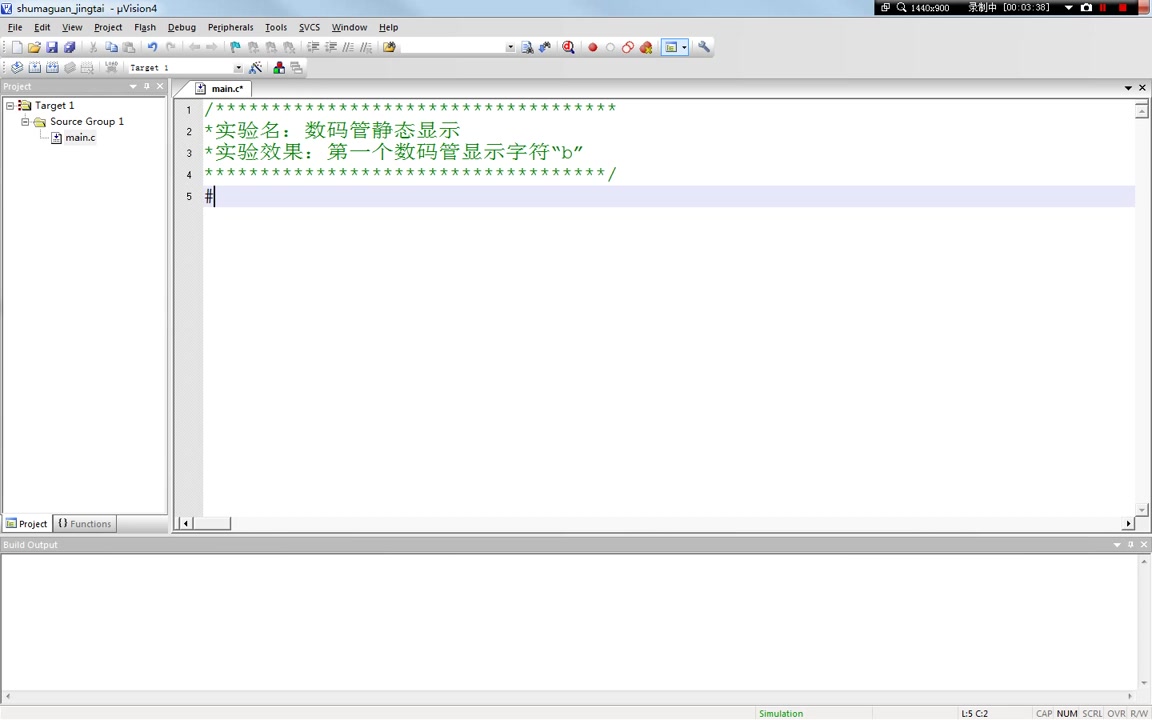 shumaguan_jingtai - µVision4
1440x900 录制中 [00:03:38]
File Edit View Project Flash Debug Peripherals Tools SVCS Window Help
Target 1
Project
main.c*
Target 1
Source Group 1
main.c
1 /************************************
2 *实验名：数码管静态显示
3 *实验效果：第一个数码管显示字符“b”
4 ************************************/
5 #
Project {} Functions
Build Output
Simulation L:5 C:2 CAP NUM SCRL OVR R/W